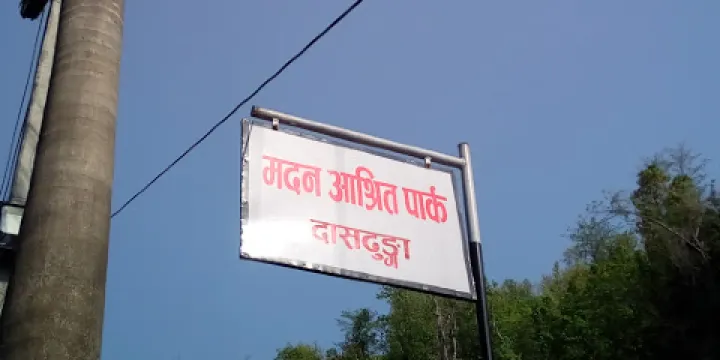 मदन आश्रित पार्क
दासढुङ्गा